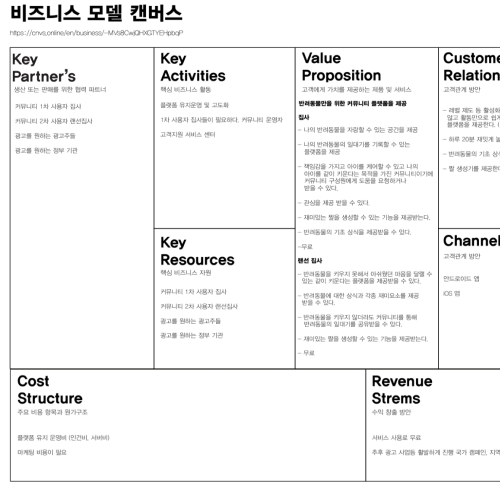 비즈니스 모델 캔버스
Key
Partner's
생산 또는 판매를 위한 협력 파트너
커뮤니티 1차 사용자 집사
커뮤니티 2차 사용자 랜선집사
광고를 원하는 광고주들
광고를 원하는 정부 기관
Key
Activities
핵심 비즈니스 활동
플랫폼 유지운영 및 고도화
1차 사용자 집사들이 필요하다. 커뮤니티 운영자
고객지원 서비스 센터
Key
Resources
핵심 비즈니스 자원
커뮤니티 1차 사용자 집사
커뮤니티 2차 사용자 랜선집사
광고를 원하는 광고주들
광고를 원하는 정부 기관
Value
Proposition
고객에게 가치를 제공하는 제품 및 서비스
반려동물만을 위한 커뮤니티 플랫폼을 제공
집사
- 나의 반려동물을 자랑할 수 있는 공간을 제공
- 나의 반려동물의 일대기를 기록할 수 있는
플랫폼을 제공
- 책임감을 가지고 아이를 케어할 수 있고 나의
아이를 같이 키운다는 목적을 가진 커뮤니티이기에
커뮤니티 구성원에게 도움을 요청하거나
받을 수 있다.
- 관심을 제공 받을 수 있다.
- 재미있는 짤을 생성할 수 있는 기능을 제공받는다.
- 반려동물의 기초 상식을 제공받을 수 있다.
-무료
랜선 집사
- 반려동물을 키우지 못해서 아쉬웠던 마음을 달랠 수
있는 같이 키운다는 플랫폼을 제공받을 수 있다.
- 반려동물에 대한 상식과 각종 재미요소를 제공
받을 수 있다.
- 반려동물을 키우지 않더라도 커뮤니티를 통해
반려동물의 일대기를 공유받을 수 있다.
- 재미있는 짤을 생성할 수 있는 기능을 제공받는다.
- 무료
Custome
Relation
고객관계 방안
- 레벨 제도 등 활성화
않고 활동만으로 쉽게
플랫폼을 제공한다. (
- 하루 20분 재밌게 놀
- 반려동물의 기초 상식
- 짤 생성기를 제공한다
Channel
고객관계 방안
안드로이드 앱
iOS 앱
Cost
Structure
주요 비용 항목과 원가구조
플랫폼 유지 운영비 (인건비, 서버비)
마케팅 비용이 필요
Revenue
Strems
수익 창출 방안
서비스 사용료 무료
추후 광고 사업등 활발하게 진행 국가 캠페인, 지역